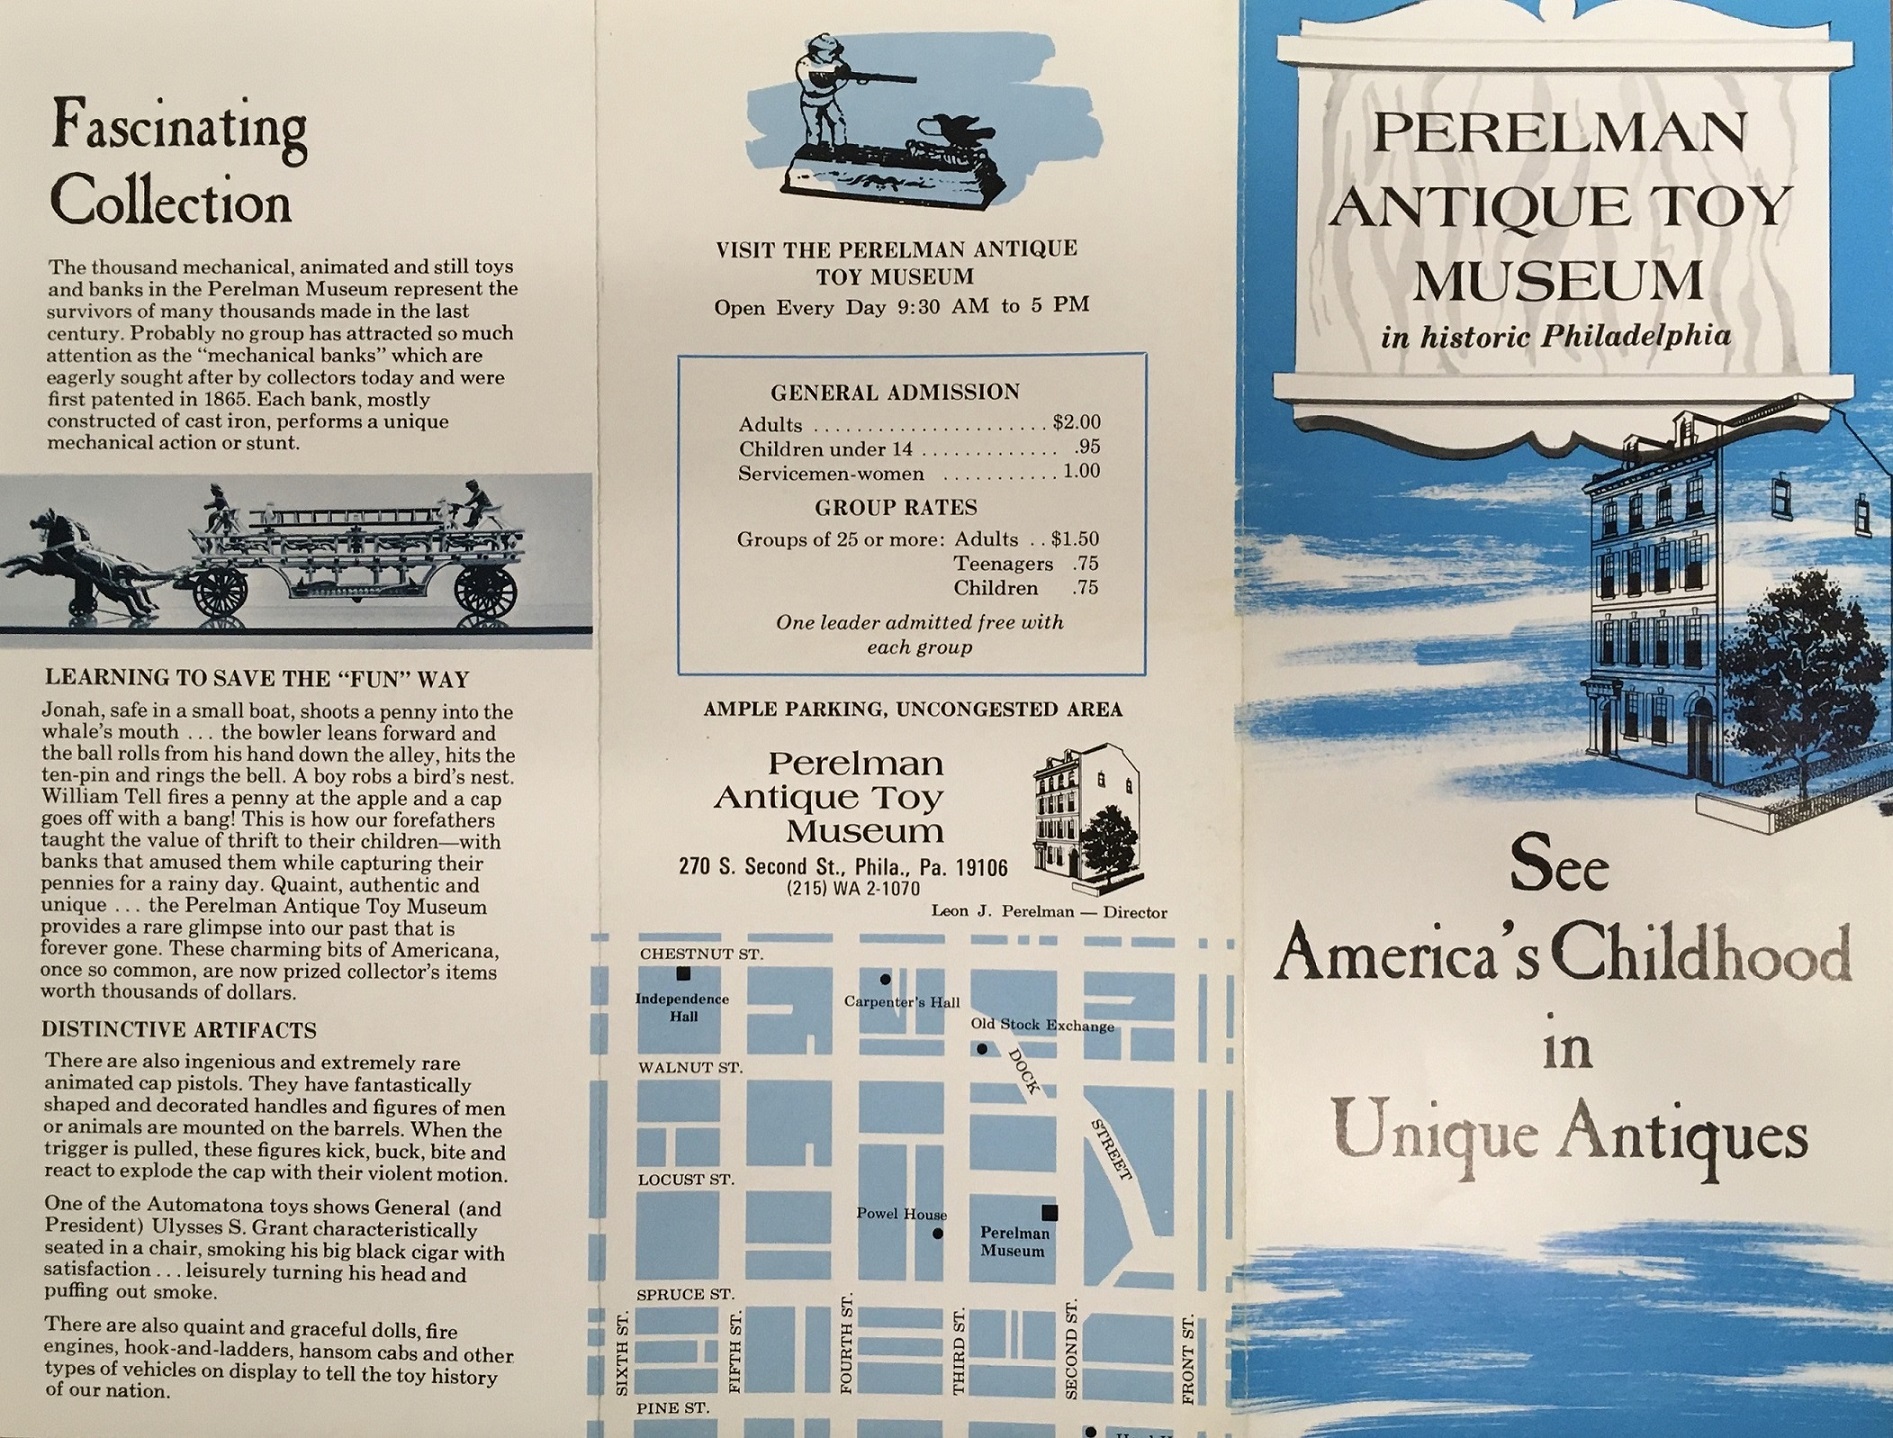 Fascinating
Collection
The thousand mechanical, animated and still toys
and banks in the Perelman Museum represent the
survivors of many thousands made in the last
century. Probably no group has attracted so much
attention as the “mechanical banks” which are
eagerly sought after by collectors today and were
first patented in 1865. Each bank, mostly
constructed of cast iron, performs a unique
mechanical action or stunt.
LEARNING TO SAVE THE “FUN” WAY
Jonah, safe in a small boat, shoots a penny into the
whale's mouth ... the bowler leans forward and
the ball rolls from his hand down the alley, hits the
ten-pin and rings the bell. A boy robs a bird's nest.
William Tell fires a penny at the apple and a cap
goes off with a bang! This is how our forefathers
taught the value of thrift to their children—with
banks that amused them while capturing their
pennies for a rainy day. Quaint, authentic and
unique ... the Perelman Antique Toy Museum
provides a rare glimpse into our past that is
forever gone. These charming bits of Americana,
once so common, are now prized collector's items
worth thousands of dollars.
DISTINCTIVE ARTIFACTS
There are also ingenious and extremely rare
animated cap pistols. They have fantastically
shaped and decorated handles and figures of men
or animals are mounted on the barrels. When the
trigger is pulled, these figures kick, buck, bite and
react to explode the cap with their violent motion.
One of the Automatona toys shows General (and
President) Ulysses S. Grant characteristically
seated in a chair, smoking his big black cigar with
satisfaction ... leisurely turning his head and
puffing out smoke.
There are also quaint and graceful dolls, fire
engines, hook-and-ladders, hansom cabs and other
types of vehicles on display to tell the toy history
of our nation.
VISIT THE PERELMAN ANTIQUE
TOY MUSEUM
Open Every Day 9:30 AM to 5 PM
GENERAL ADMISSION
Adults ..................... $2.00
Children under 14 ............. .95
Servicemen-women ........... 1.00
GROUP RATES
Groups of 25 or more: Adults .. $1.50
Teenagers .75
Children .75
One leader admitted free with
each group
AMPLE PARKING, UNCONGESTED AREA
Perelman
Antique Toy
Museum
270 S. Second St., Phila., Pa. 19106
(215) WA 2-1070
Leon J. Perelman — Director
CHESTNUT ST.
Independence
Hall
Carpenter's Hall
Old Stock Exchange
DOCK
STREET
WALNUT ST.
LOCUST ST.
Powel House
Perelman
Museum
SPRUCE ST.
SIXTH ST.
FIFTH ST.
FOURTH ST.
THIRD ST.
SECOND ST.
FRONT ST.
PINE ST.
PERELMAN
ANTIQUE TOY
MUSEUM
in historic Philadelphia
See
America's Childhood
in
Unique Antiques